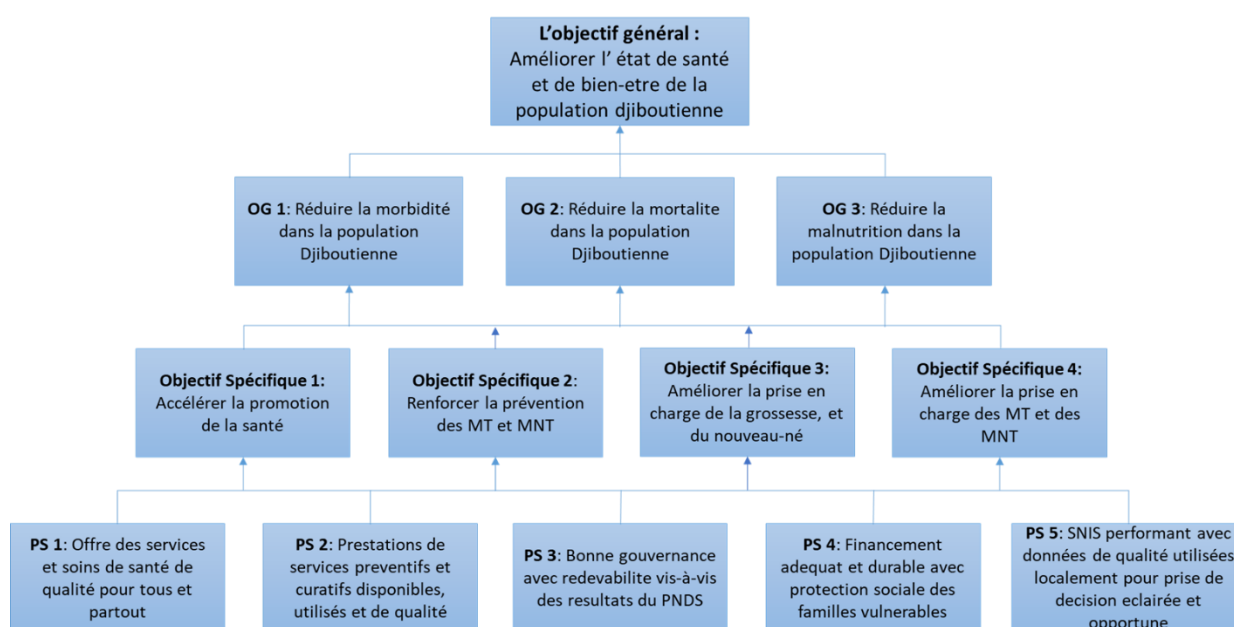 L’objectif général :
Améliorer l’ état de santé
et de bien-etre de la
population djiboutienne
OG 1: Réduire la morbidité
dans la population
Djiboutienne
OG 2: Réduire la mortalite
dans la population
Djiboutienne
OG 3: Réduire la
malnutrition dans la
population Djiboutienne
Objectif Spécifique 1:
Accélérer la promotion
de la santé
Objectif Spécifique 2:
Renforcer la prévention
des MT et MNT
Objectif Spécifique 3:
Améliorer la prise en
charge de la grossesse, et
du nouveau-né
Objectif Spécifique 4:
Améliorer la prise en
charge des MT et des
MNT
PS 1: Offre des services
et soins de santé de
qualité pour tous et
partout
PS 2: Prestations de
services preventifs et
curatifs disponibles,
utilisés et de qualité
PS 3: Bonne gouvernance
avec redevabilite vis-à-vis
des resultats du PNDS
PS 4: Financement
adequat et durable avec
protection sociale des
familles vulnerables
PS 5: SNIS performant avec
données de qualité utilisées
localement pour prise de
decision eclairée et
opportune